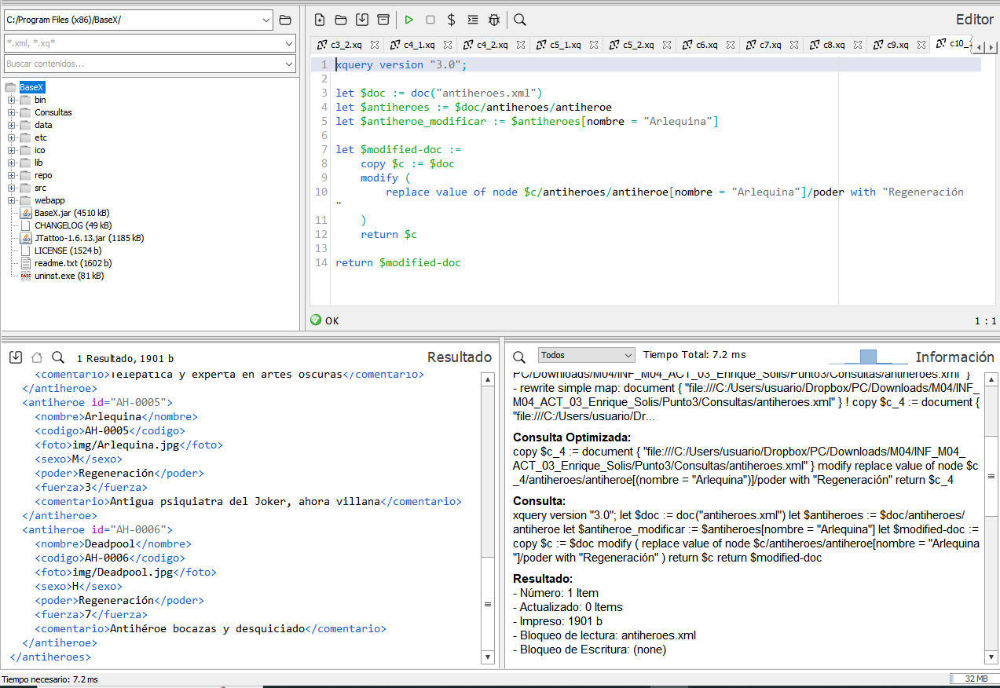 C:/Program Files (x86)/BaseX/
*.xml, *.xq*
Buscar contenidos...
BaseX
bin
Consultas
data
etc
ico
lib
repo
src
webapp
BaseX.jar (4510 kB)
CHANGELOG (49 kB)
JTattoo-1.6.13.jar (1185 kB)
LICENSE (1524 b)
readme.txt (1602 b)
uninst.exe (81 kB)
Editor
c3_2.xq c4_1.xq c4_2.xq c5_1.xq c5_2.xq c6.xq c7.xq c8.xq c9.xq c10_
1 xquery version "3.0";
2
3 let $doc := doc("antiheroes.xml")
4 let $antiheroes := $doc/antiheroes/antiheroe
5 let $antiheroe_modificar := $antiheroes[nombre = "Arlequina"]
6
7 let $modified-doc :=
8 copy $c := $doc
9 modify (
10 replace value of node $c/antiheroes/antiheroe[nombre = "Arlequina"]/poder with "Regeneración
"
11 )
12 return $c
13
14 return $modified-doc
OK
1 : 1
1 Resultado, 1901 b
Resultado
<comentario>Telépatica y experta en artes oscuras</comentario>
</antiheroe>
<antiheroe id="AH-0005">
<nombre>Arlequina</nombre>
<codigo>AH-0005</codigo>
<foto>img/Arlequina.jpg</foto>
<sexo>M</sexo>
<poder>Regeneración</poder>
<fuerza>3</fuerza>
<comentario>Antigua psiquiatra del Joker, ahora villana</comentario>
</antiheroe>
<antiheroe id="AH-0006">
<nombre>Deadpool</nombre>
<codigo>AH-0006</codigo>
<foto>img/Deadpool.jpg</foto>
<sexo>H</sexo>
<poder>Regeneración</poder>
<fuerza>7</fuerza>
<comentario>Antihéroe bocazas y desquiciado</comentario>
</antiheroe>
</antiheroes>
Todos
Tiempo Total: 7.2 ms
Información
PC/Downloads/M04/INF_M04_ACT_03_Enrique_Solis/Punto3/Consultas/antiheroes.xml" }
- rewrite simple map: document { "file:///C:/Users/usuario/Dropbox/PC/Downloads/M04/INF_
M04_ACT_03_Enrique_Solis/Punto3/Consultas/antiheroes.xml" } ! copy $c_4 := document {
"file:///C:/Users/usuario/Dr...
Consulta Optimizada:
copy $c_4 := document { "file:///C:/Users/usuario/Dropbox/PC/Downloads/M04/INF_M04_
ACT_03_Enrique_Solis/Punto3/Consultas/antiheroes.xml" } modify replace value of node $c
_4/antiheroes/antiheroe[(nombre = "Arlequina")]/poder with "Regeneración" return $c_4
Consulta:
xquery version "3.0"; let $doc := doc("antiheroes.xml") let $antiheroes := $doc/antiheroes/
antiheroe let $antiheroe_modificar := $antiheroes[nombre = "Arlequina"] let $modified-doc :=
copy $c := $doc modify ( replace value of node $c/antiheroes/antiheroe[nombre = "Arlequina
"]/poder with "Regeneración" ) return $c return $modified-doc
Resultado:
- Número: 1 Item
- Actualizado: 0 Items
- Impreso: 1901 b
- Bloqueo de lectura: antiheroes.xml
- Bloqueo de Escritura: (none)
Tiempo necesario: 7.2 ms
32 MB